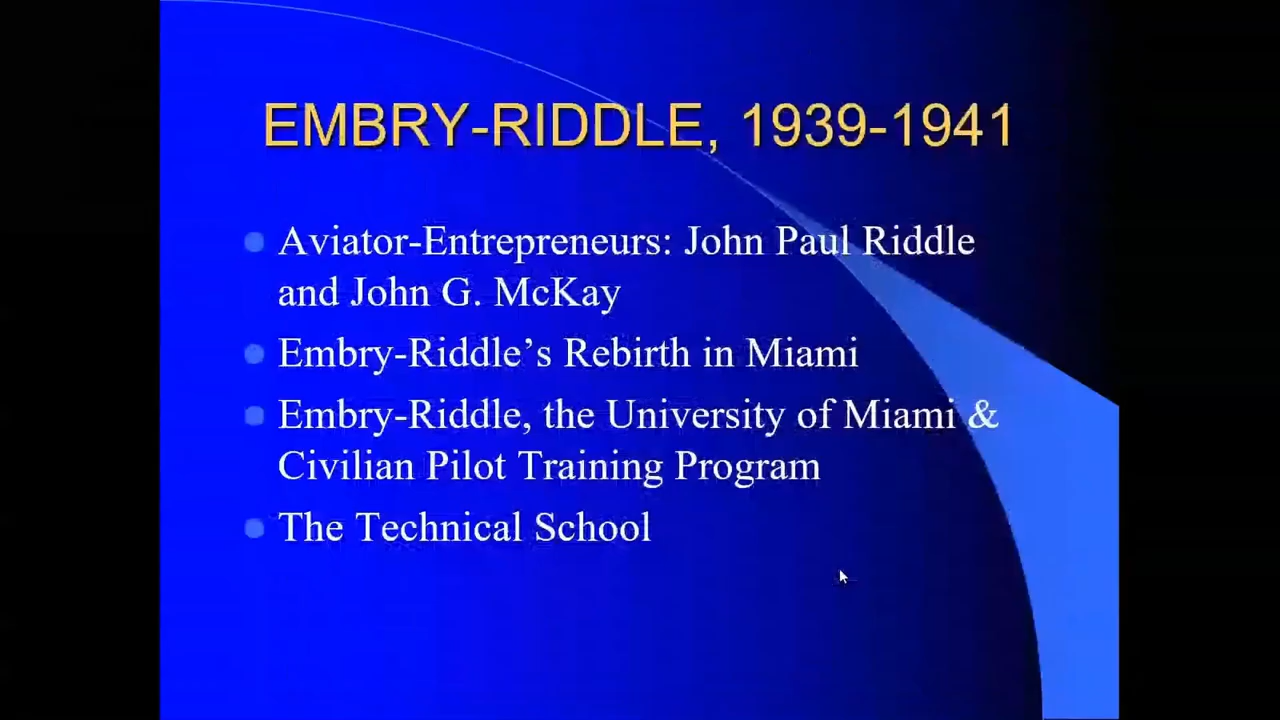 EMBRY-RIDDLE, 1939-1941
Aviator-Entrepreneurs: John Paul Riddle
and John G. McKay
Embry-Riddle’s Rebirth in Miami
Embry-Riddle, the University of Miami &
Civilian Pilot Training Program
The Technical School